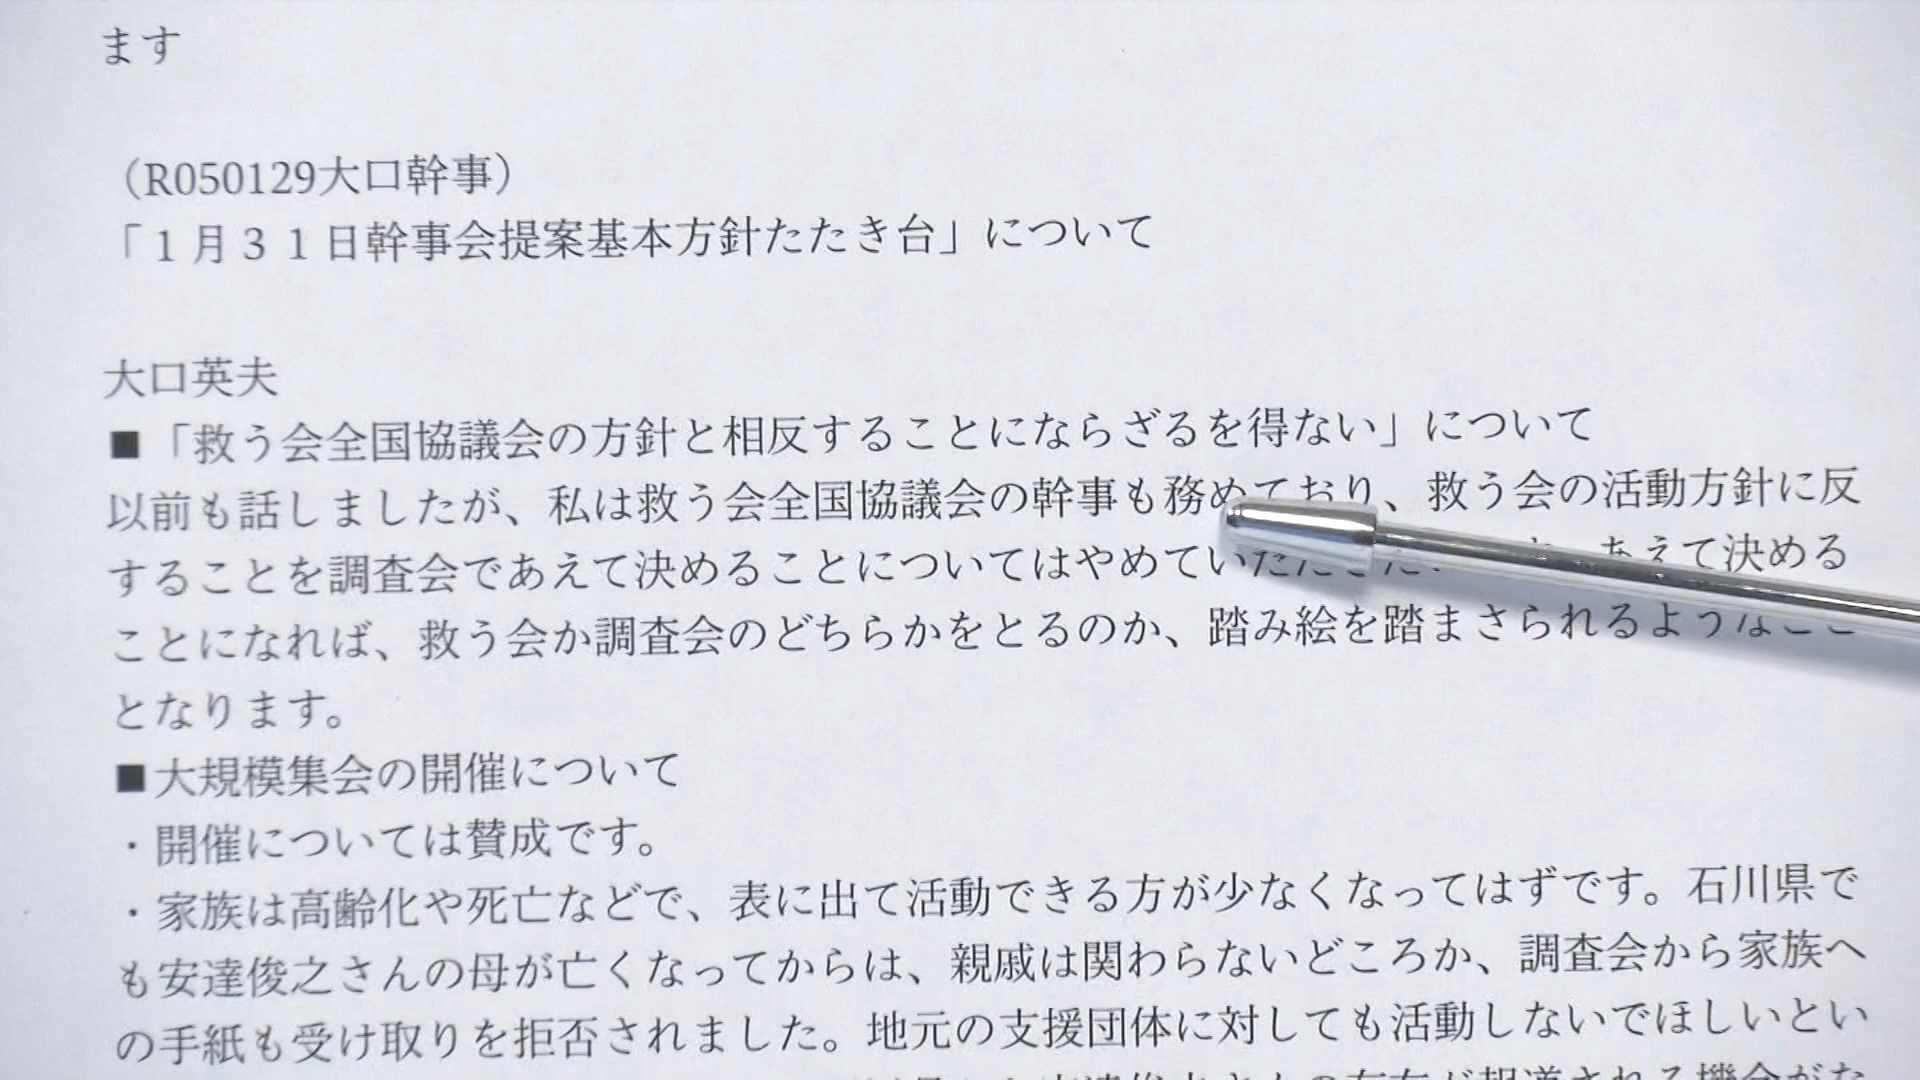 ます
（R050129大口幹事）
「１月３１日幹事会提案基本方針たたき台」について
大口英夫
■「救う会全国協議会の方針と相反することにならざるを得ない」について
以前も話しましたが、私は救う会全国協議会の幹事も務めており、救う会の活動方針に反
することを調査会であえて決めることについてはやめていただきた あえて決める
ことになれば、救う会か調査会のどちらかをとるのか、踏み絵を踏まさられるようなこと
となります。
■大規模集会の開催について
・開催については賛成です。
・家族は高齢化や死亡などで、表に出て活動できる方が少なくなってはずです。石川県で
も安達俊之さんの母が亡くなってからは、親戚は関わらないどころか、調査会から家族へ
の手紙も受け取りを拒否されました。地元の支援団体に対しても活動しないでほしいとい